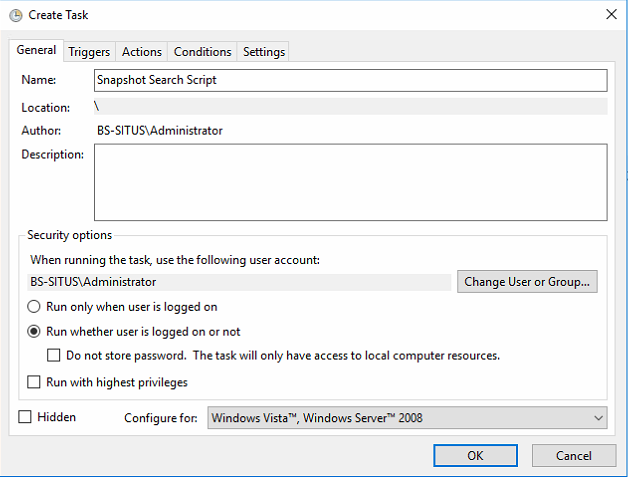 Create Task
General Triggers Actions Conditions Settings
Name: Snapshot Search Script
Location: \
Author: BS-SITUS\Administrator
Description:
Security options
When running the task, use the following user account:
BS-SITUS\Administrator Change User or Group...
Run only when user is logged on
Run whether user is logged on or not
Do not store password. The task will only have access to local computer resources.
Run with highest privileges
Hidden Configure for: Windows Vista™, Windows Server™ 2008
OK Cancel